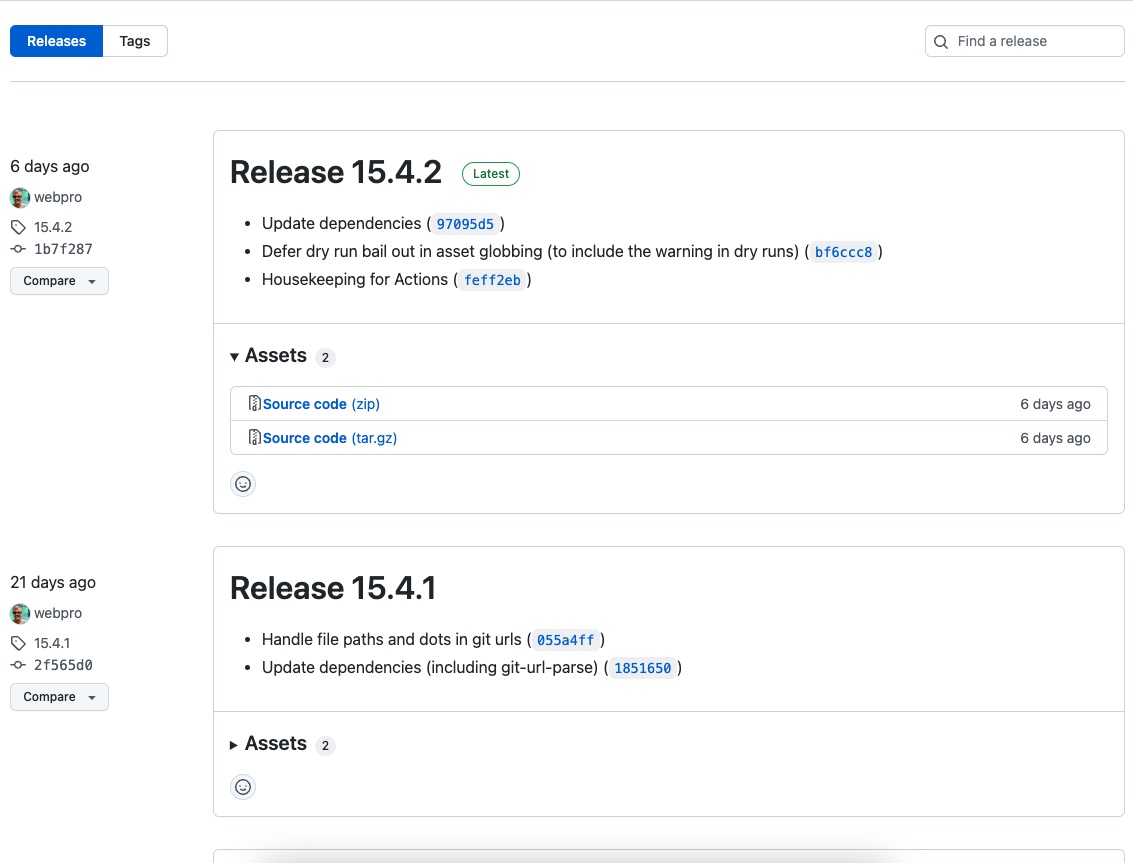 Releases Tags
Find a release
6 days ago
webpro
15.4.2
1b7f287
Compare
Release 15.4.2 Latest
Update dependencies ( 97095d5 )
Defer dry run bail out in asset globbing (to include the warning in dry runs) ( bf6ccc8 )
Housekeeping for Actions ( feff2eb )
Assets 2
Source code (zip) 6 days ago
Source code (tar.gz) 6 days ago
21 days ago
webpro
15.4.1
2f565d0
Compare
Release 15.4.1
Handle file paths and dots in git urls ( 055a4ff )
Update dependencies (including git-url-parse) ( 1851650 )
Assets 2